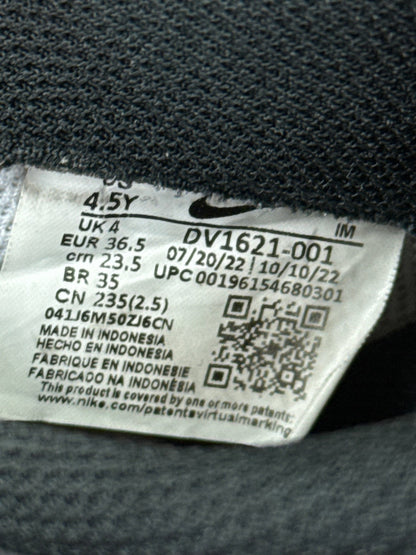 US
4.5Y
IM
UK 4
DV1621-001
EUR 36.5
07/20/22 10/10/22
cm 23.5
UPC 00196154680301
BR 35
CN 235(2.5)
041J6M50ZJ6CN
MADE IN INDONESIA
HECHO EN INDONESIA
FABRIQUE EN INDONESIE
FABRICADO NA INDONÉSIA
This product is covered by one or more patents:
www.nike.com/patentsvirtualmarking